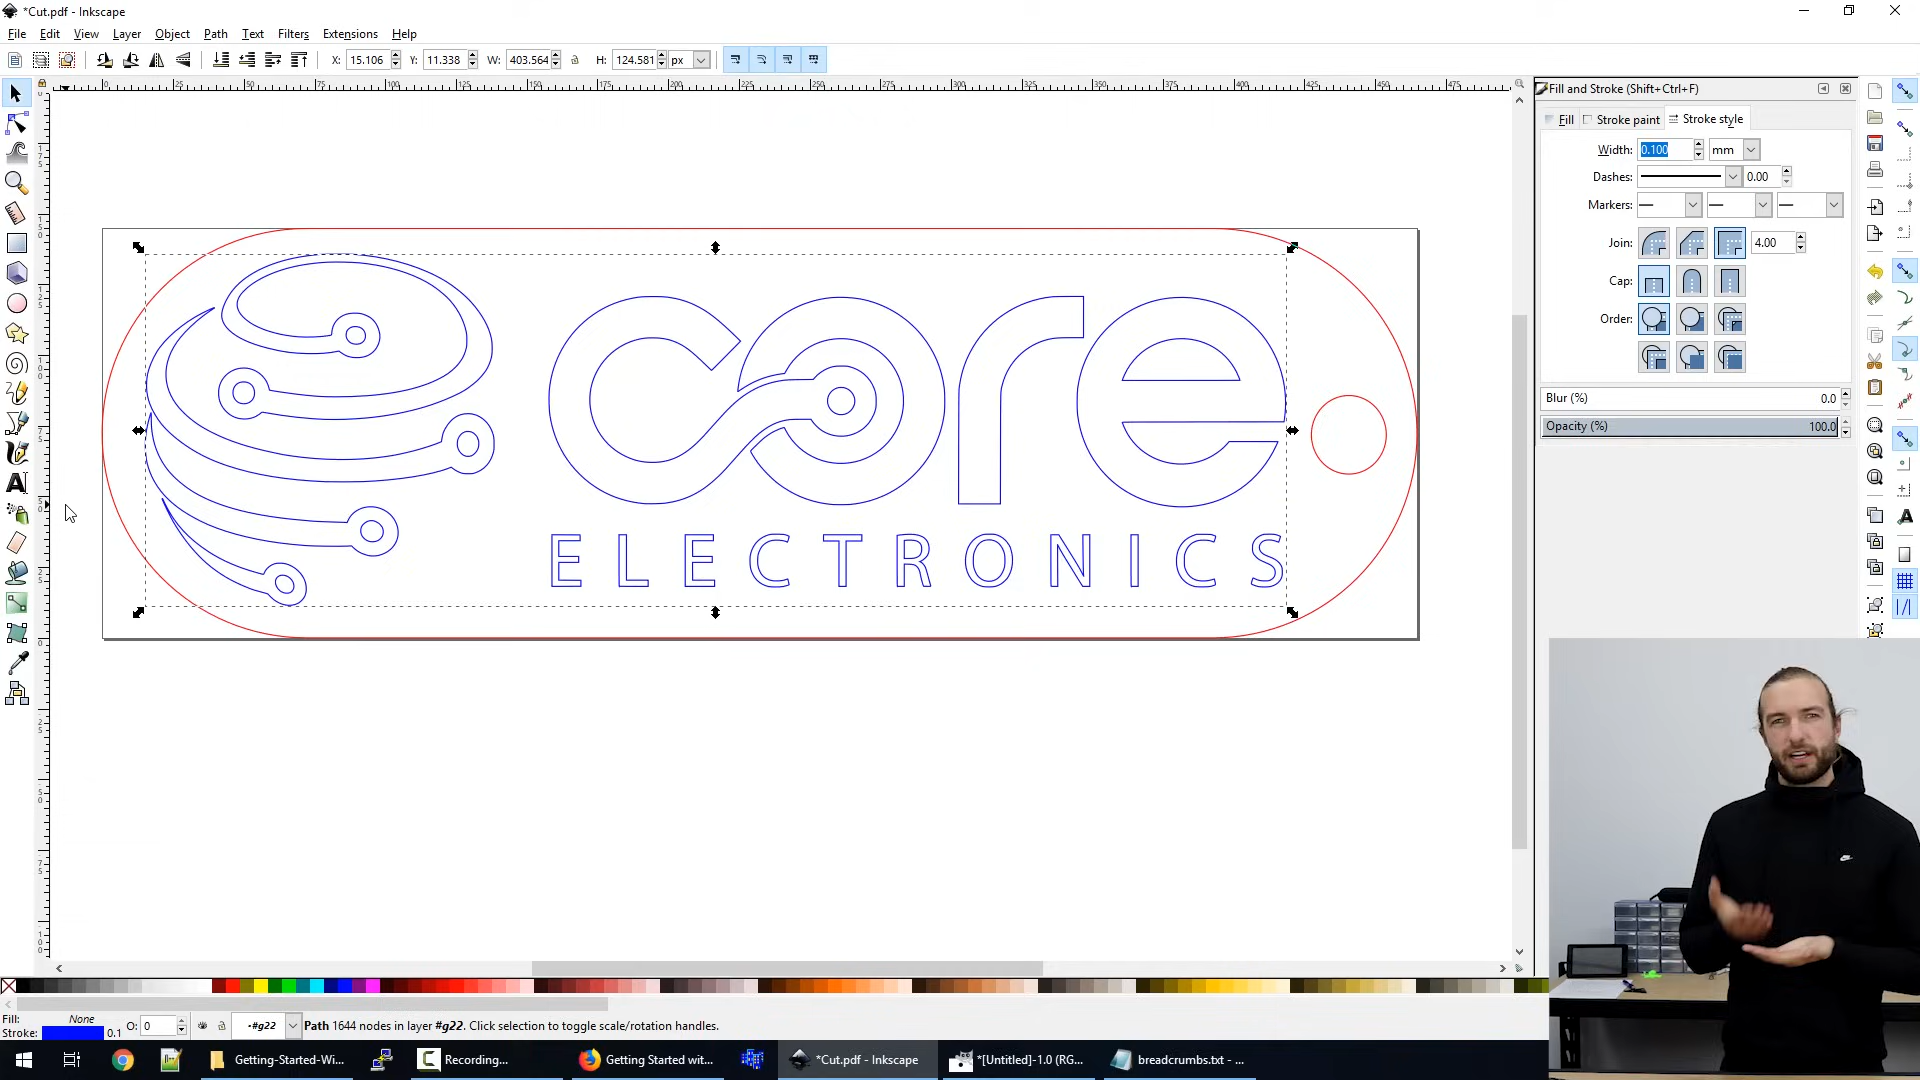 *Cut.pdf - Inkscape
File Edit View Layer Object Path Text Filters Extensions Help
X: 15.106 Y: 11.338 W: 403.564 H: 124.581 px
Fill and Stroke (Shift+Ctrl+F)
Fill Stroke paint Stroke style
Width: 0.100 mm
Dashes: 0.00
Markers:
Join: 4.00
Cap:
Order:
Blur (%) 0.0
Opacity (%) 100.0
core
ELECTRONICS
Fill: None
Stroke: 0.1 O: 0 -#g22 Path 1644 nodes in layer #g22. Click selection to toggle scale/rotation handles.
Getting-Started-Wi... Recording... Getting Started wit... *Cut.pdf - Inkscape *[Untitled]-1.0 (RG... breadcrumbs.txt - ...